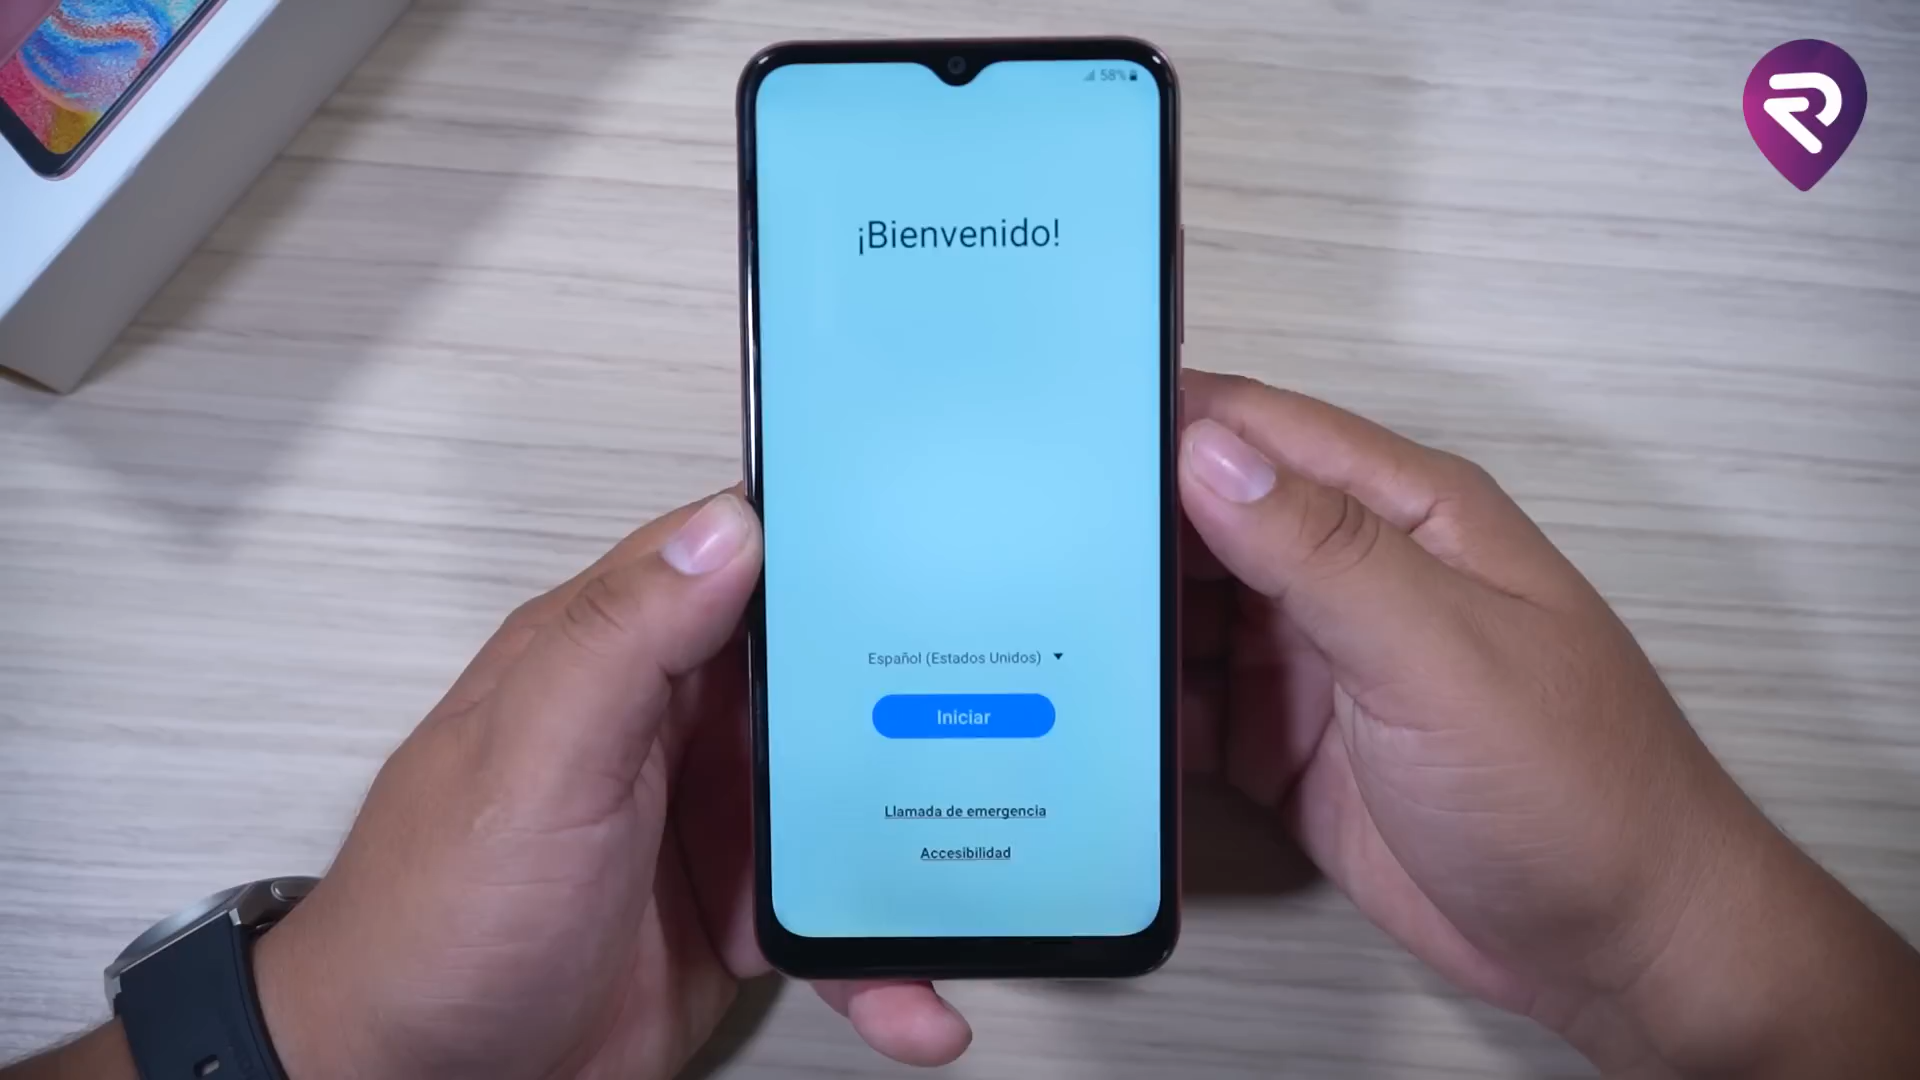 58%
¡Bienvenido!
Español (Estados Unidos)
Iniciar
Llamada de emergencia
Accesibilidad